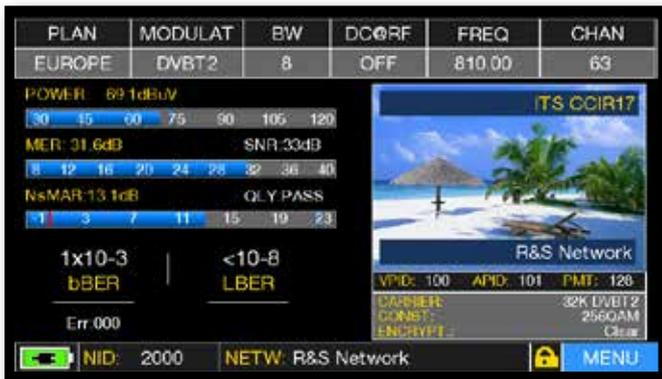 PLAN MODULAT BW DC@RF FREQ CHAN
EUROPE DVBT2 8 OFF 810.00 63
POWER: 69.1dBuV
30 45 60 75 90 105 120
MER: 31.6dB SNR:33dB
8 12 16 20 24 28 32 36 40
NsMAR:13.1dB QLY:PASS
-1 3 7 11 15 19 23
1x10-3 <10-8
bBER LBER
Err:000
ITS CCIR17
R&S Network
VPID: 100 APID: 101 PMT: 128
CARRIER: 32K DVBT2
CONST: 256QAM
ENCRYPT.: Clear
NID: 2000 NETW: R&S Network MENU